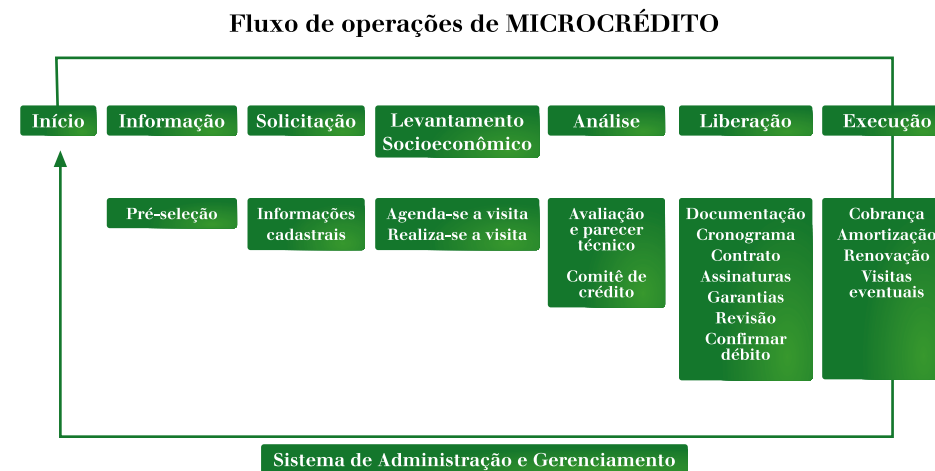 Fluxo de operações de MICROCRÉDITO
Início
Informação
Solicitação
Levantamento
Socioeconômico
Análise
Liberação
Execução
Pré-seleção
Informações
cadastrais
Agenda-se a visita
Realiza-se a visita
Avaliação
e parecer
técnico
Comitê de
crédito
Documentação
Cronograma
Contrato
Assinaturas
Garantias
Revisão
Confirmar
débito
Cobrança
Amortização
Renovação
Visitas
eventuais
Sistema de Administração e Gerenciamento